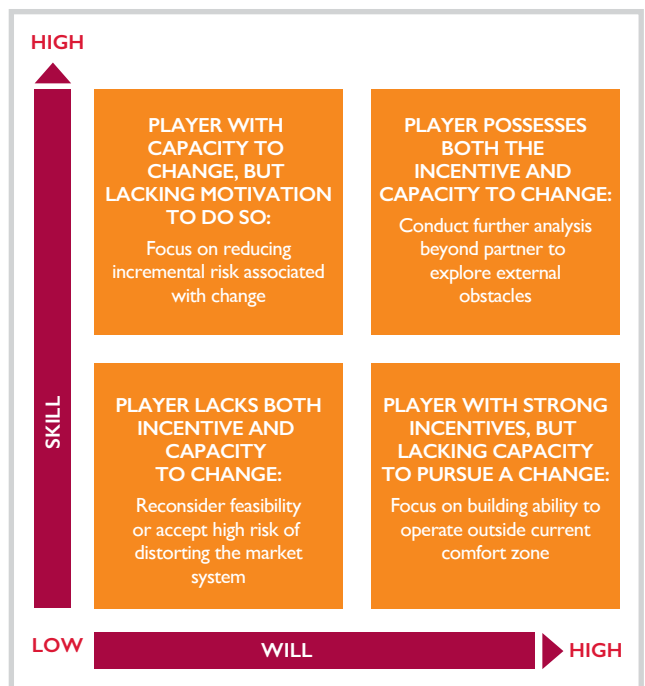 HIGH
PLAYER WITH
CAPACITY TO
CHANGE, BUT
LACKING MOTIVATION
TO DO SO:
Focus on reducing
incremental risk associated
with change
PLAYER POSSESSES
BOTH THE
INCENTIVE AND
CAPACITY TO CHANGE:
Conduct further analysis
beyond partner to
explore external
obstacles
SKILL
PLAYER LACKS BOTH
INCENTIVE AND
CAPACITY
TO CHANGE:
Reconsider feasibility
or accept high risk of
distorting the market
system
PLAYER WITH STRONG
INCENTIVES, BUT
LACKING CAPACITY
TO PURSUE A CHANGE:
Focus on building ability to
operate outside current
comfort zone
LOW
WILL
HIGH